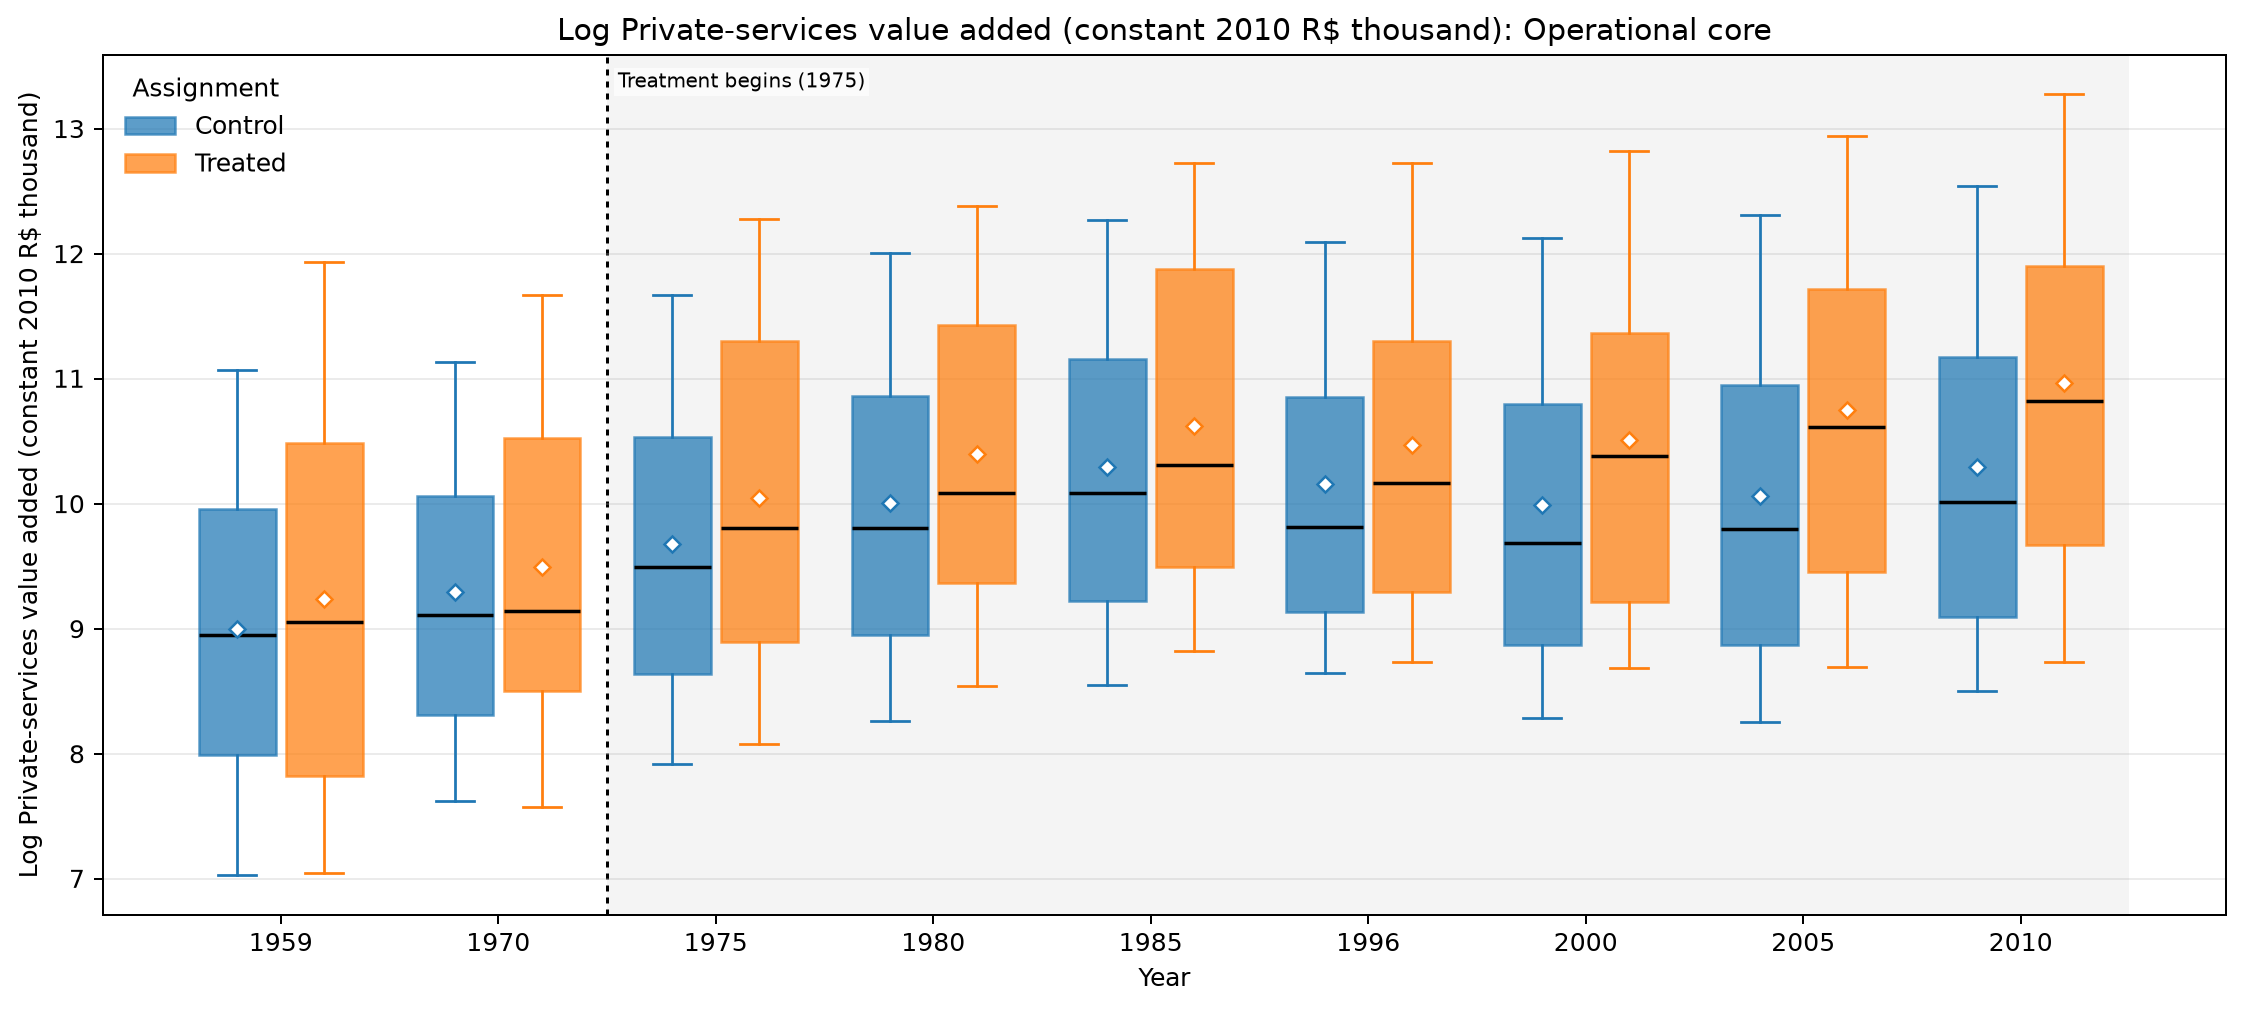 Log Private-services value added (constant 2010 R$ thousand): Operational core
Log Private-services value added (constant 2010 R$ thousand)
Assignment
Control
Treated
Treatment begins (1975)
13
12
11
10
9
8
7
1959 1970 1975 1980 1985 1996 2000 2005 2010
Year